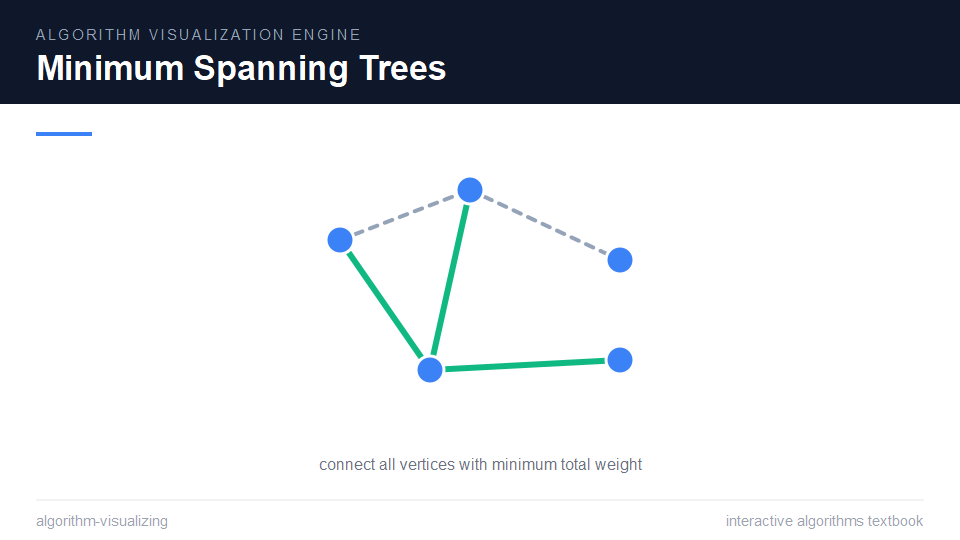 ALGORITHM VISUALIZATION ENGINE
Minimum Spanning Trees
connect all vertices with minimum total weight
algorithm-visualizing
interactive algorithms textbook